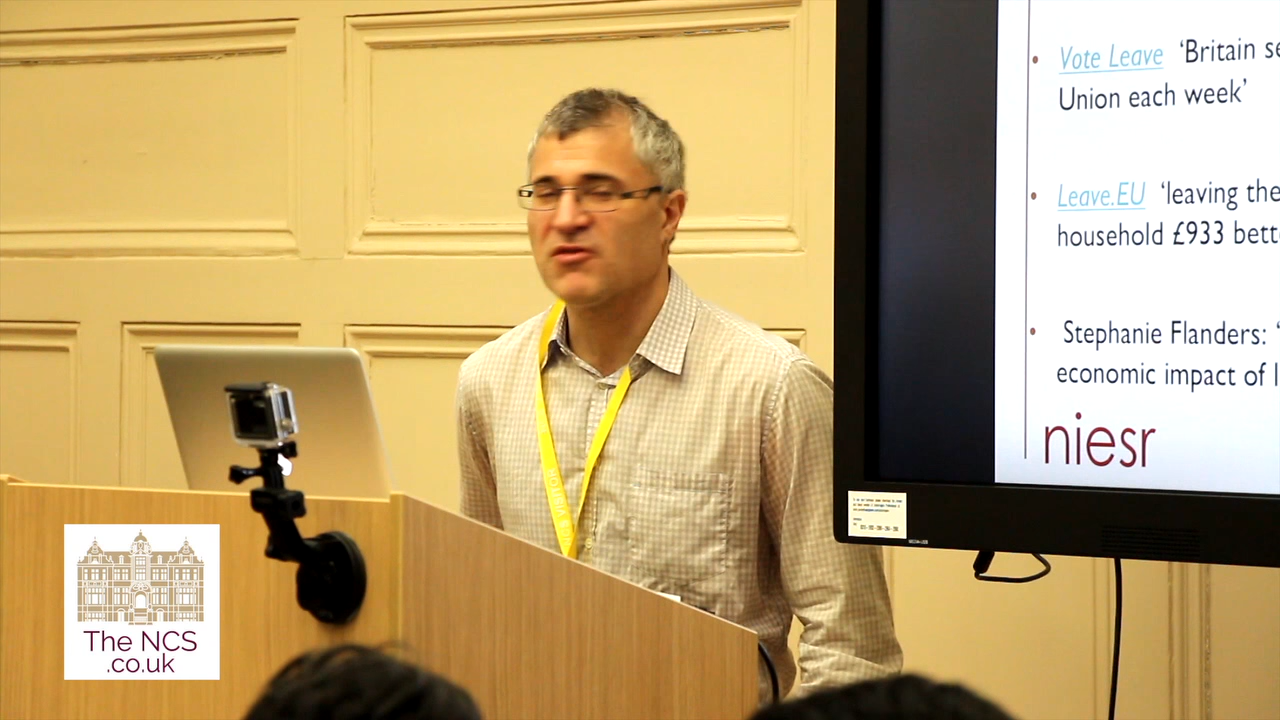 Vote Leave 'Britain se
Union each week'
Leave.EU 'leaving the
household £933 bett
Stephanie Flanders: '
economic impact of
niesr
The NCS
.co.uk